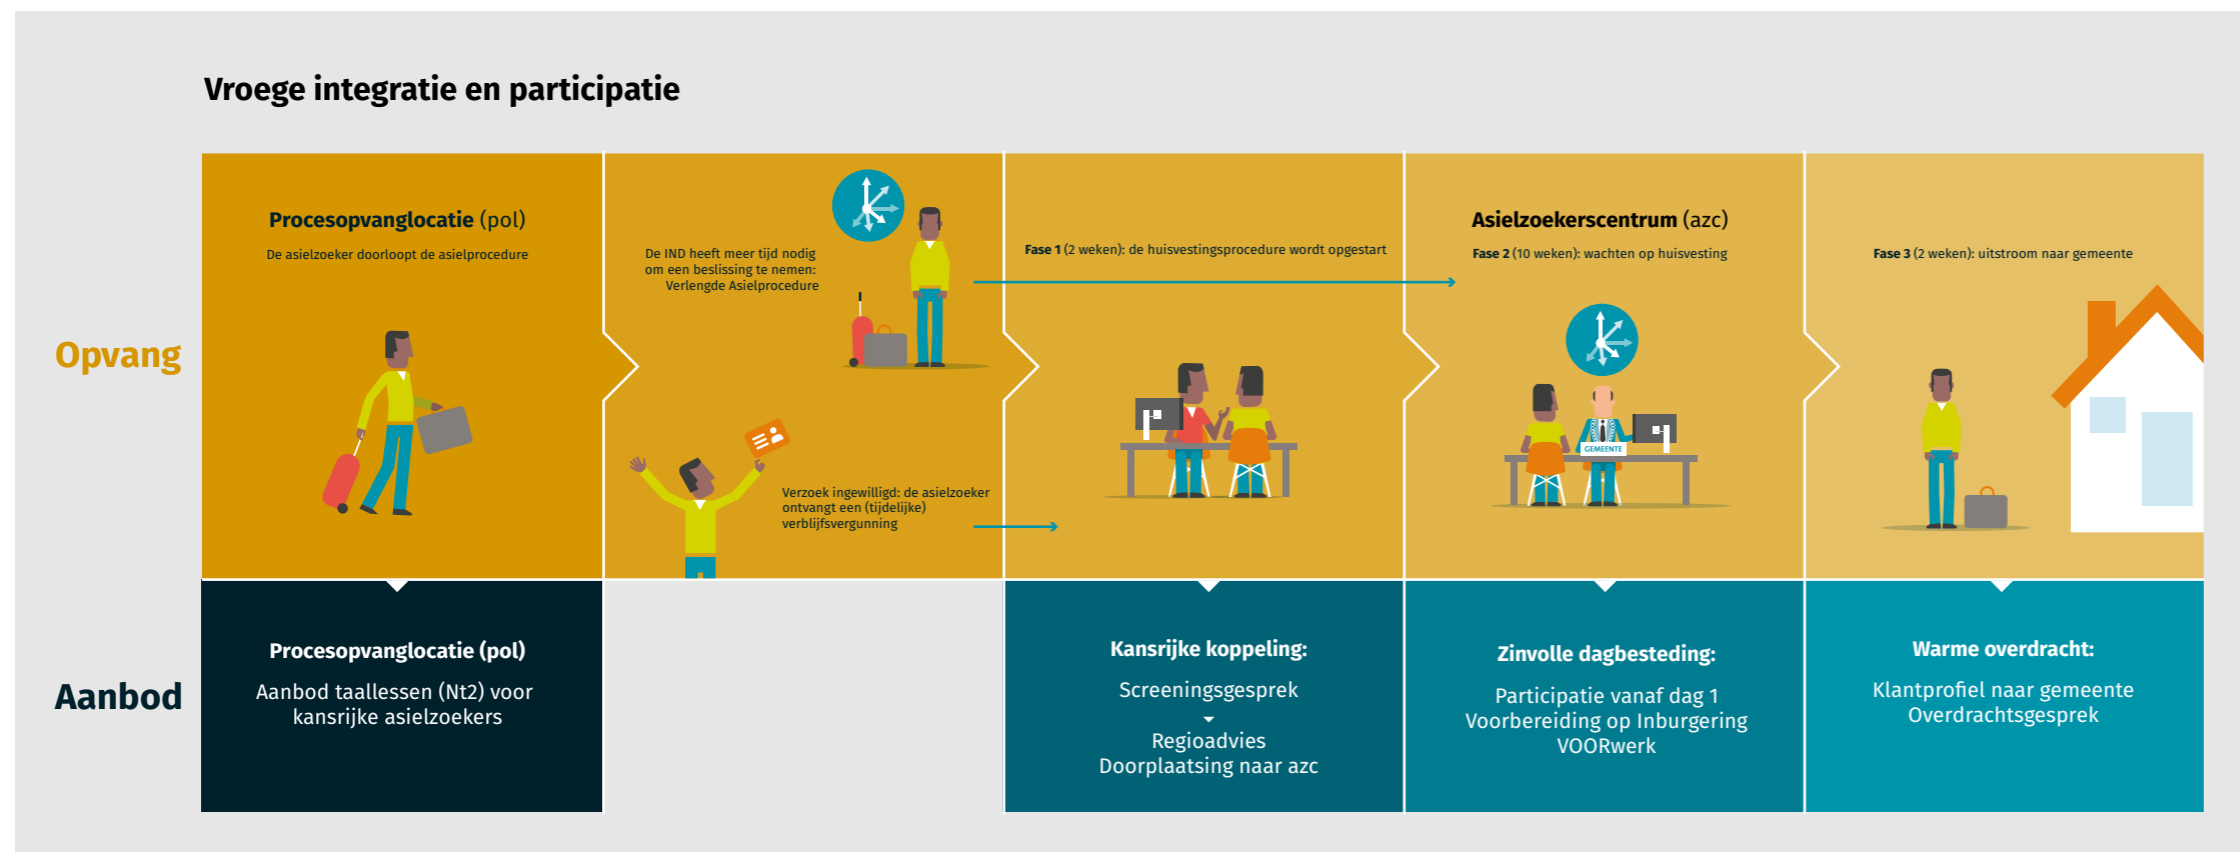 Vroege integratie en participatie
Opvang
Procesopvanglocatie (pol)
De asielzoeker doorloopt de asielprocedure
De IND heeft meer tijd nodig
om een beslissing te nemen:
Verlengde Asielprocedure
Verzoek ingewilligd: de asielzoeker
ontvangt een (tijdelijke)
verblijfsvergunning
Fase 1 (2 weken): de huisvestingsprocedure wordt opgestart
Asielzoekerscentrum (azc)
Fase 2 (10 weken): wachten op huisvesting
GEMEENTE
Fase 3 (2 weken): uitstroom naar gemeente
Aanbod
Procesopvanglocatie (pol)
Aanbod taallessen (Nt2) voor
kansrijke asielzoekers
Kansrijke koppeling:
Screeningsgesprek
Regioadvies
Doorplaatsing naar azc
Zinvolle dagbesteding:
Participatie vanaf dag 1
Voorbereiding op Inburgering
VOORwerk
Warme overdracht:
Klantprofiel naar gemeente
Overdrachtsgesprek